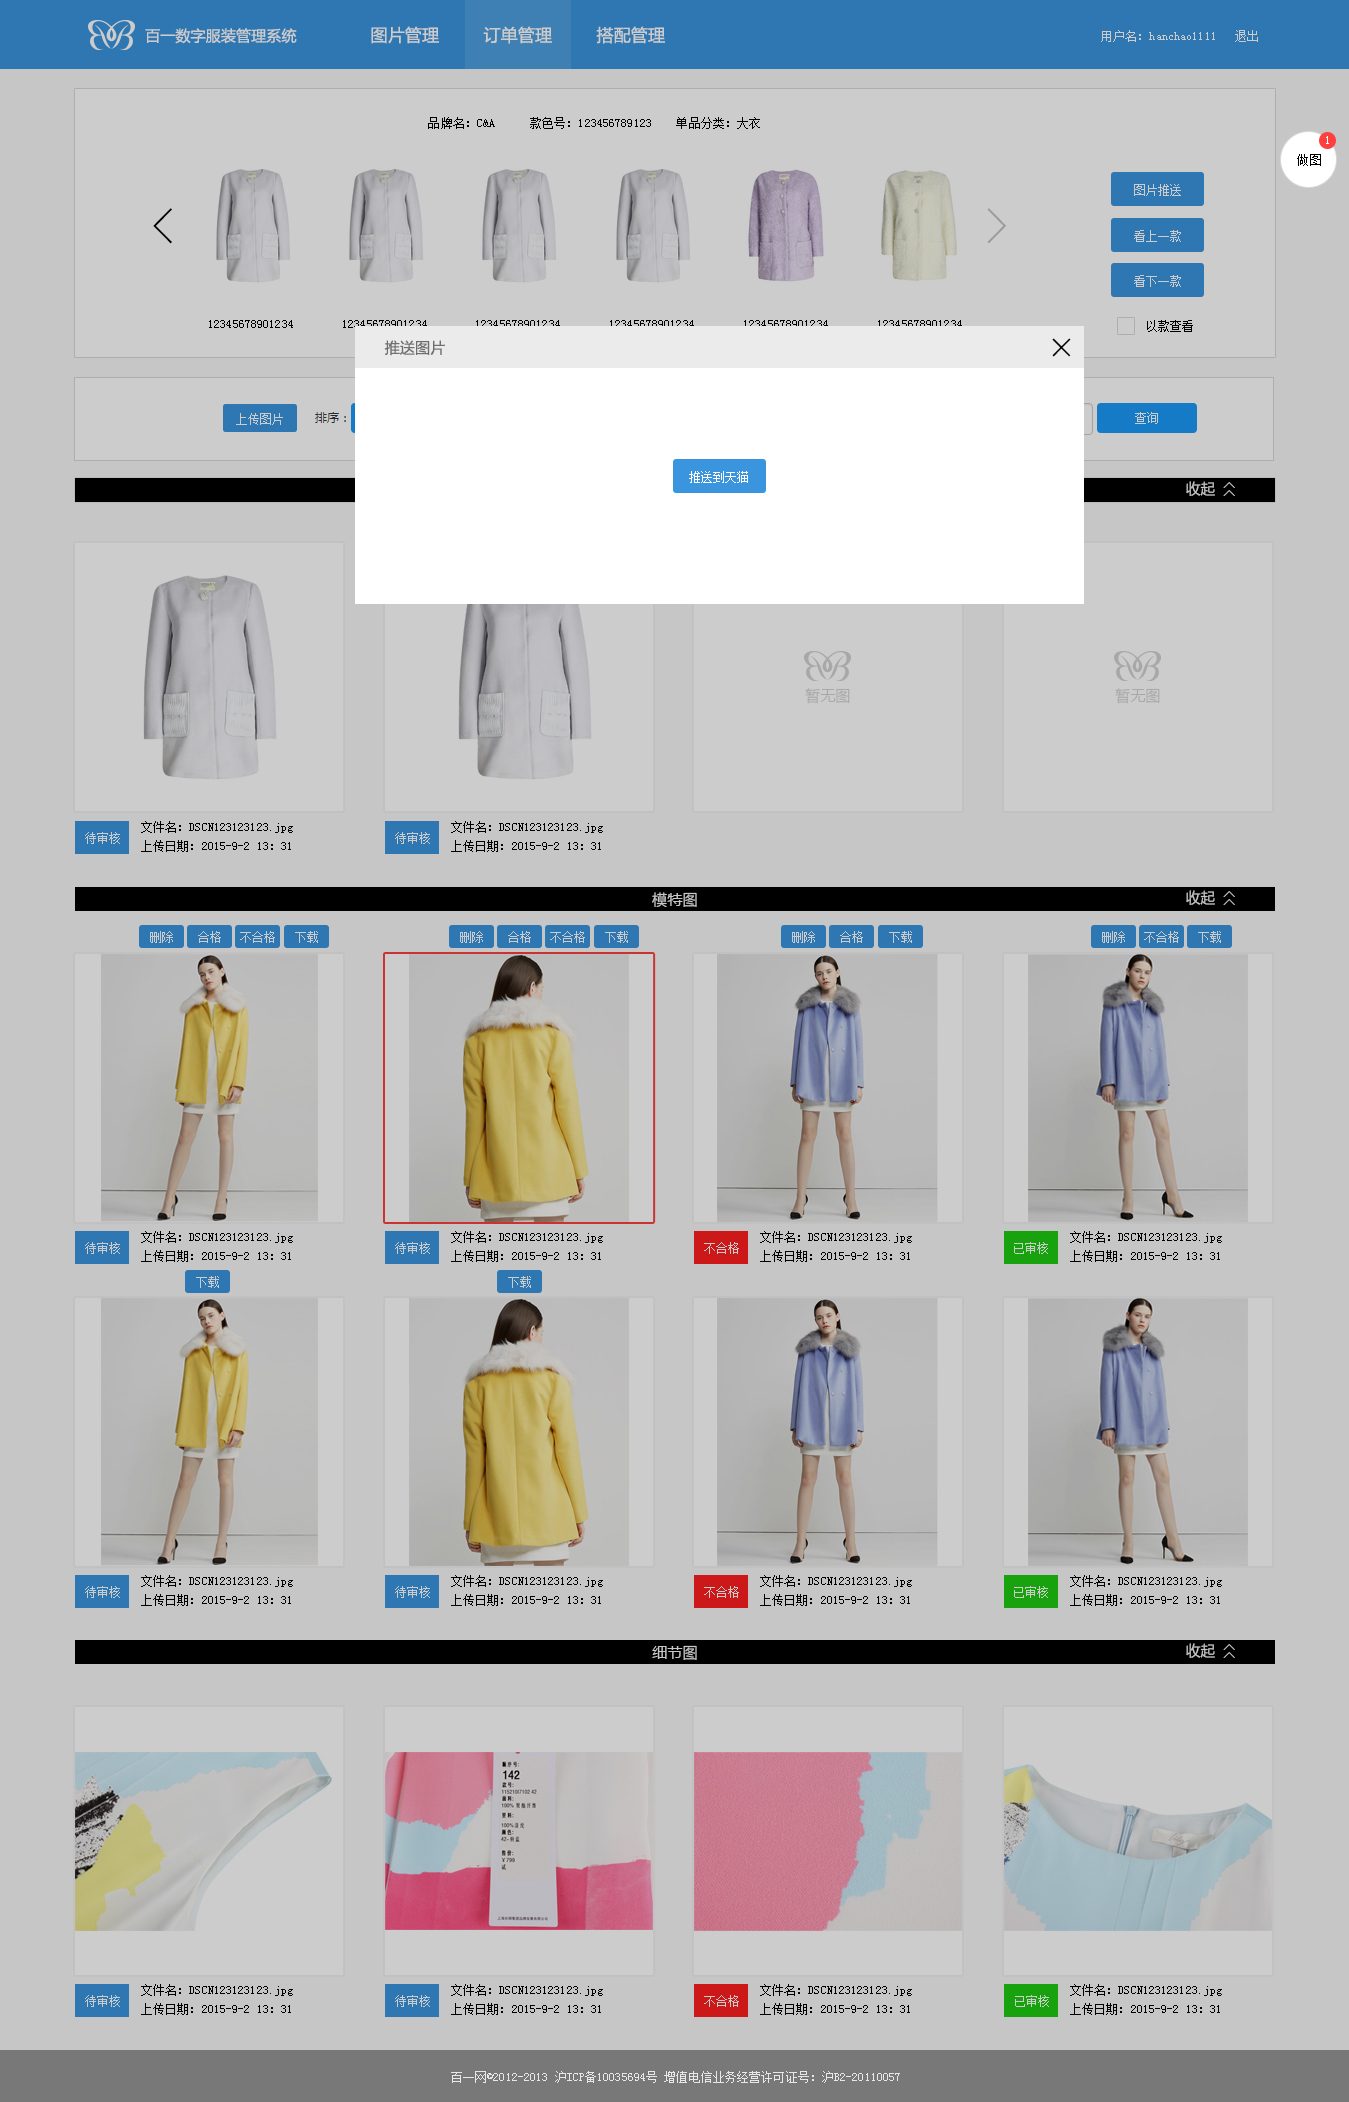 百一数字服装管理系统 图片管理 订单管理 搭配管理 用户名：hanchao1111 退出
品牌名：C&A 款色号：123456789123 单品分类：大衣
1
做图
图片推送
看上一款
看下一款
12345678901234 12345678901234 12345678901234 12345678901234 12345678901234 12345678901234 以款查看
推送图片
上传图片 排序： 查询
推送到天猫
收起
暂无图 暂无图
待审核 文件名：DSCN123123123.jpg 待审核 文件名：DSCN123123123.jpg
上传日期：2015-9-2 13：31 上传日期：2015-9-2 13：31
模特图 收起
删除 合格 不合格 下载 删除 合格 不合格 下载 删除 合格 下载 删除 不合格 下载
待审核 文件名：DSCN123123123.jpg 待审核 文件名：DSCN123123123.jpg 不合格 文件名：DSCN123123123.jpg 已审核 文件名：DSCN123123123.jpg
上传日期：2015-9-2 13：31 上传日期：2015-9-2 13：31 上传日期：2015-9-2 13：31 上传日期：2015-9-2 13：31
下载 下载
待审核 文件名：DSCN123123123.jpg 待审核 文件名：DSCN123123123.jpg 不合格 文件名：DSCN123123123.jpg 已审核 文件名：DSCN123123123.jpg
上传日期：2015-9-2 13：31 上传日期：2015-9-2 13：31 上传日期：2015-9-2 13：31 上传日期：2015-9-2 13：31
细节图 收起
142
待审核 文件名：DSCN123123123.jpg 待审核 文件名：DSCN123123123.jpg 不合格 文件名：DSCN123123123.jpg 已审核 文件名：DSCN123123123.jpg
上传日期：2015-9-2 13：31 上传日期：2015-9-2 13：31 上传日期：2015-9-2 13：31 上传日期：2015-9-2 13：31
百一网©2012-2013 沪ICP备10035694号 增值电信业务经营许可证号：沪B2-20110057